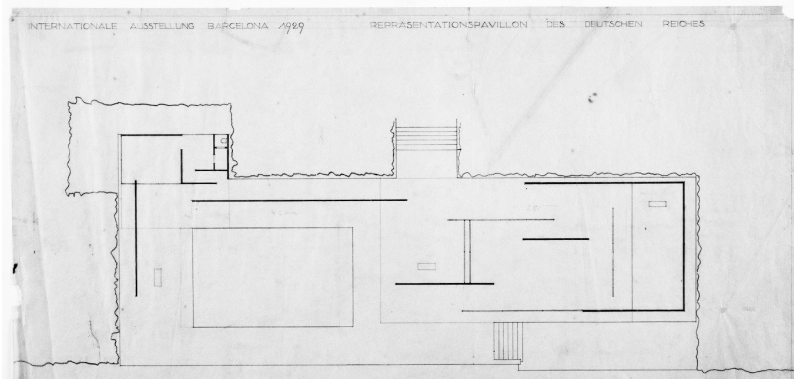 INTERNATIONALE AUSSTELLUNG BARCELONA 1929 REPRÄSENTATIONSPAVILLON DES DEUTSCHEN REICHES